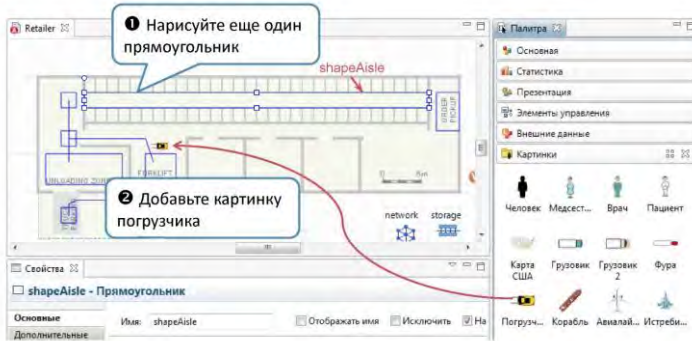 Retailer
❶ Нарисуйте еще один
прямоугольник
shapeAisle
ORDER
PICKUP
UNLOADING ZONE
FORKLIFT
❷ Добавьте картинку
погрузчика
network storage
Палитра
Основная
Статистика
Презентация
Элементы управления
Внешние данные
Картинки
Человек Медсест... Врач Пациент
Карта
США
Грузовик Грузовик
2
Фура
Погрузч... Корабль Авиалай... Истреби...
Свойства
shapeAisle - Прямоугольник
Основные
Дополнительные
Имя: shapeAisle Отображать имя Исключить На